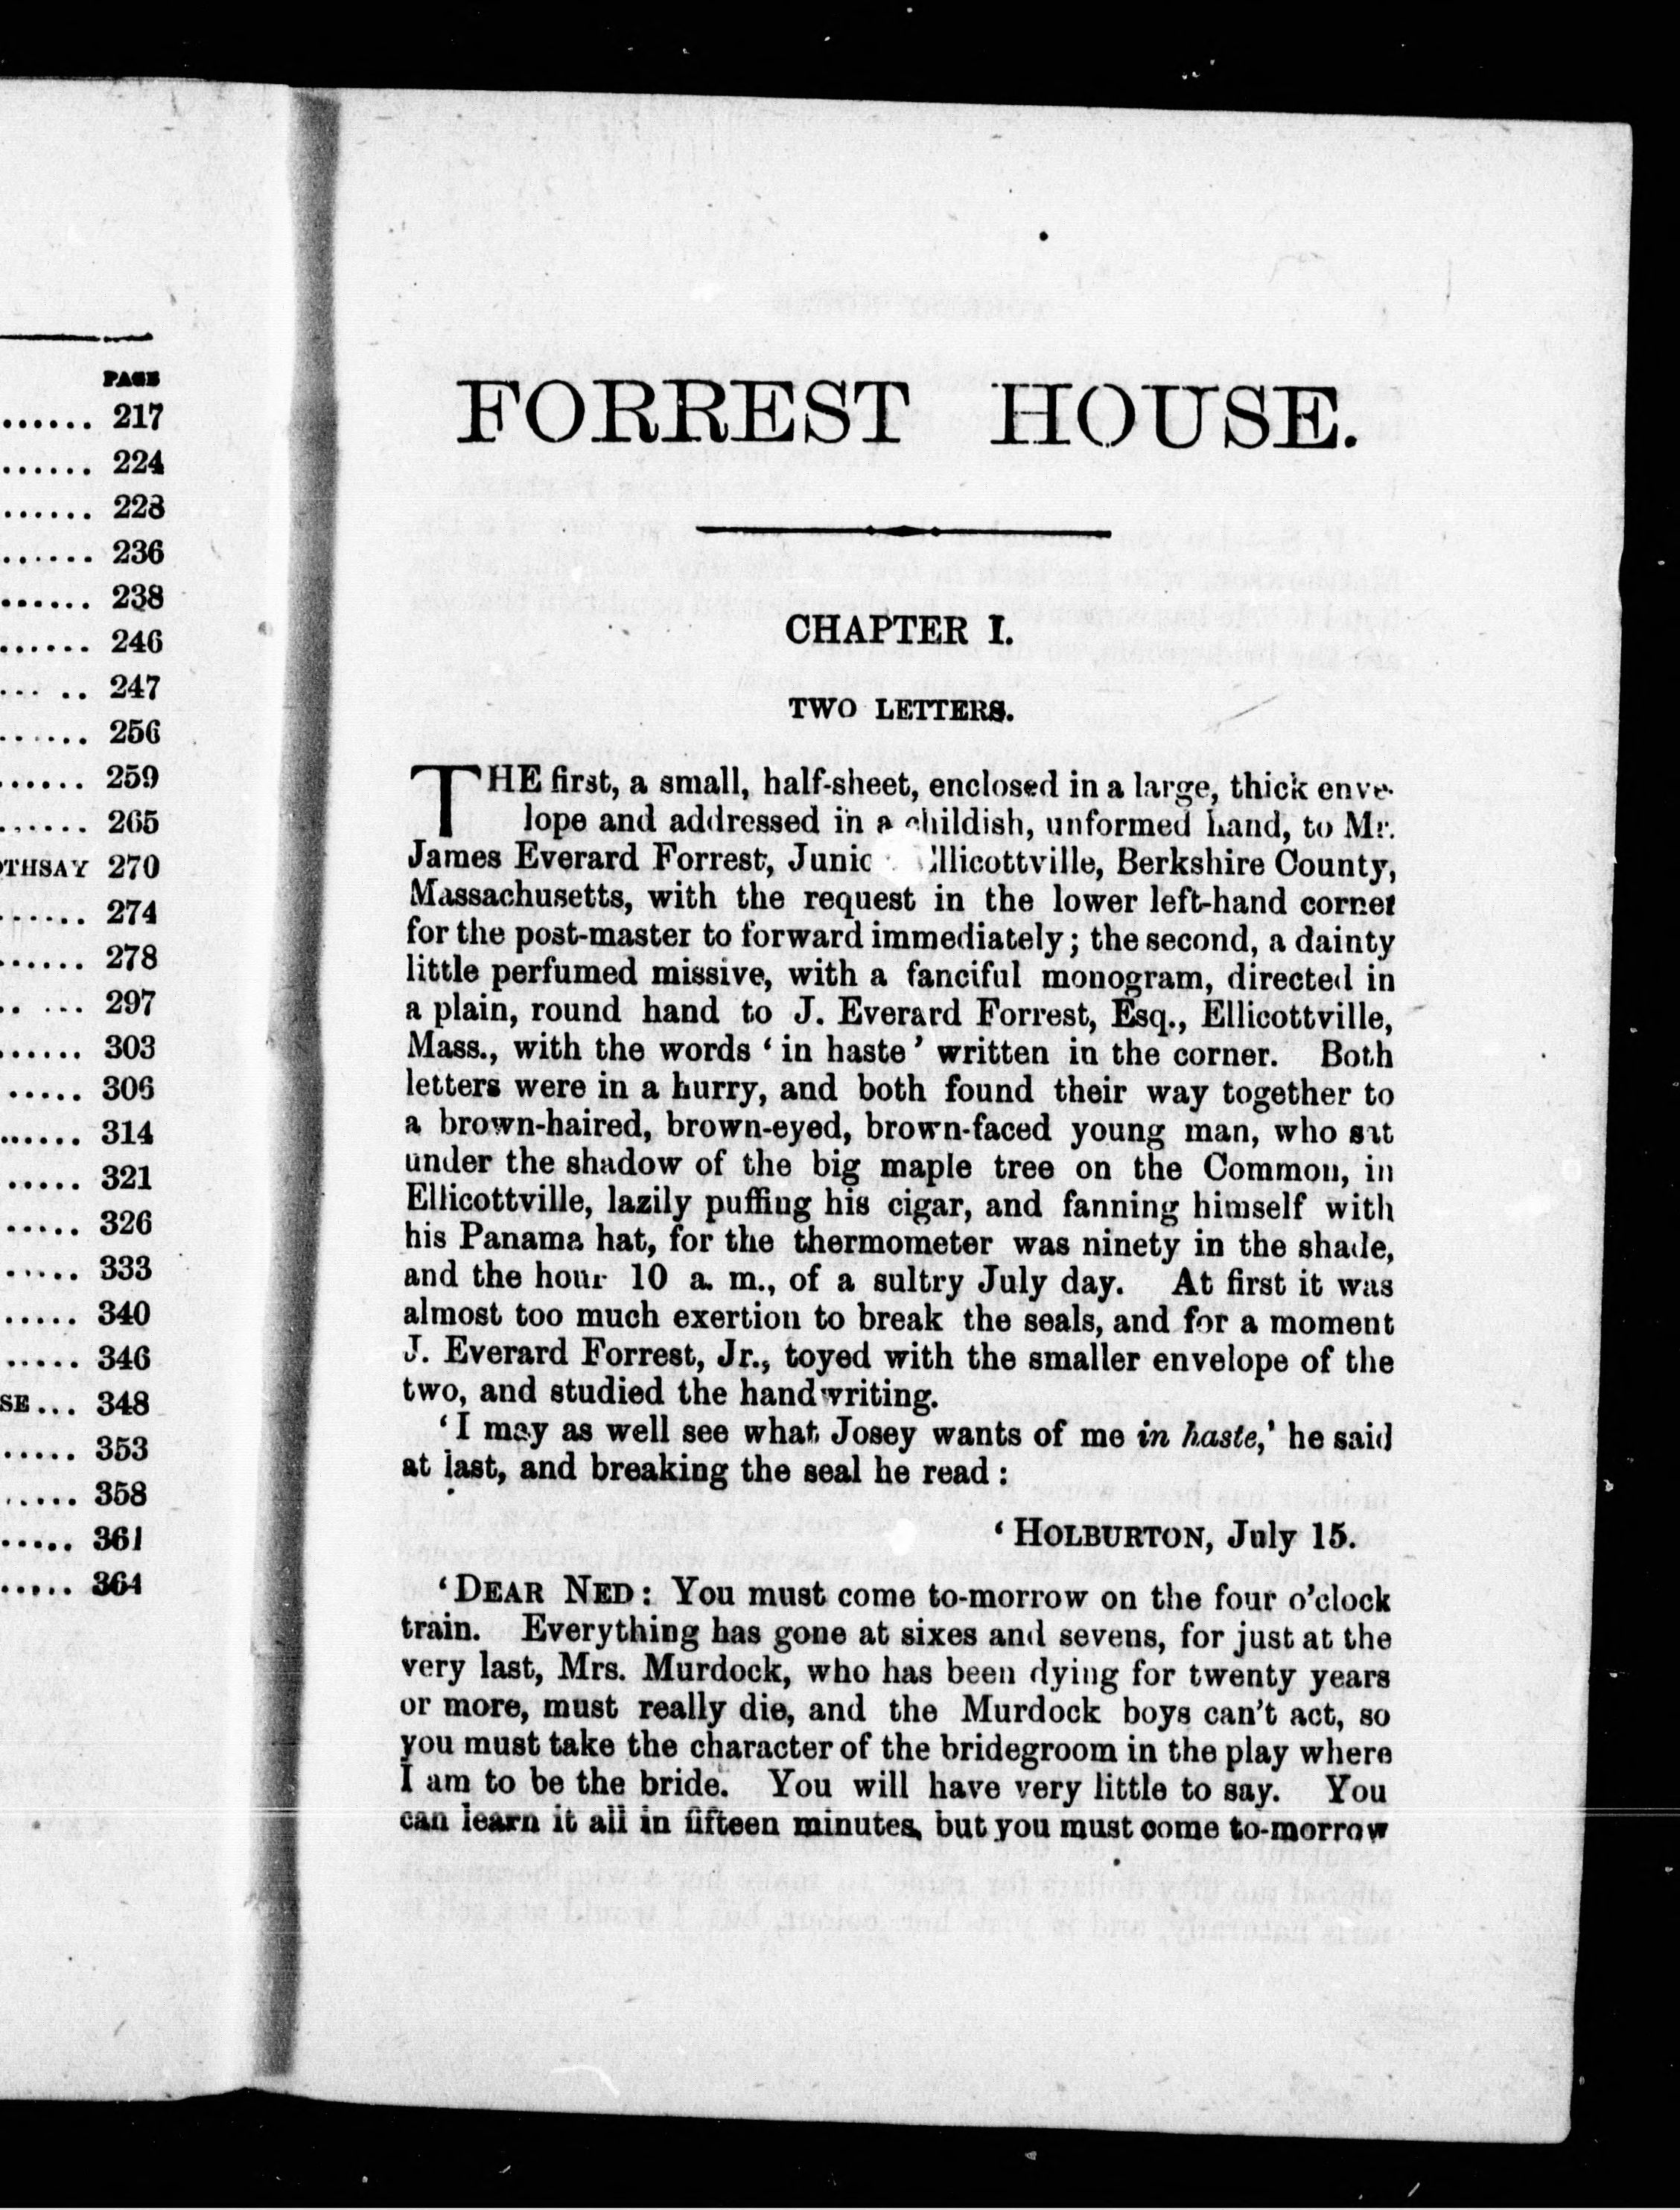 PAGE
...... 217
...... 224
...... 228
...... 236
...... 238
...... 246
... .. 247
...... 256
...... 259
...... 265
THSAY 270
...... 274
...... 278
.. ... 297
...... 303
..... 306
...... 314
..... 321
..... 326
..... 333
..... 340
..... 346
SE... 348
..... 353
..... 358
..... 361
..... 364
FORREST HOUSE.
CHAPTER I.
TWO LETTERS.
THE first, a small, half-sheet, enclosed in a large, thick enve-
lope and addressed in a childish, unformed hand, to Mr.
James Everard Forrest, Junior, Ellicottville, Berkshire County,
Massachusetts, with the request in the lower left-hand corner
for the post-master to forward immediately; the second, a dainty
little perfumed missive, with a fanciful monogram, directed in
a plain, round hand to J. Everard Forrest, Esq., Ellicottville,
Mass., with the words ‘in haste’ written in the corner. Both
letters were in a hurry, and both found their way together to
a brown-haired, brown-eyed, brown-faced young man, who sat
under the shadow of the big maple tree on the Common, in
Ellicottville, lazily puffing his cigar, and fanning himself with
his Panama hat, for the thermometer was ninety in the shade,
and the hour 10 a. m., of a sultry July day. At first it was
almost too much exertion to break the seals, and for a moment
J. Everard Forrest, Jr., toyed with the smaller envelope of the
two, and studied the handwriting.
‘I may as well see what Josey wants of me in haste,’ he said
at last, and breaking the seal he read:
‘HOLBURTON, July 15.
‘DEAR NED: You must come to-morrow on the four o’clock
train. Everything has gone at sixes and sevens, for just at the
very last, Mrs. Murdock, who has been dying for twenty years
or more, must really die, and the Murdock boys can’t act, so
you must take the character of the bridegroom in the play where
I am to be the bride. You will have very little to say. You
can learn it all in fifteen minutes, but you must come to-morrow